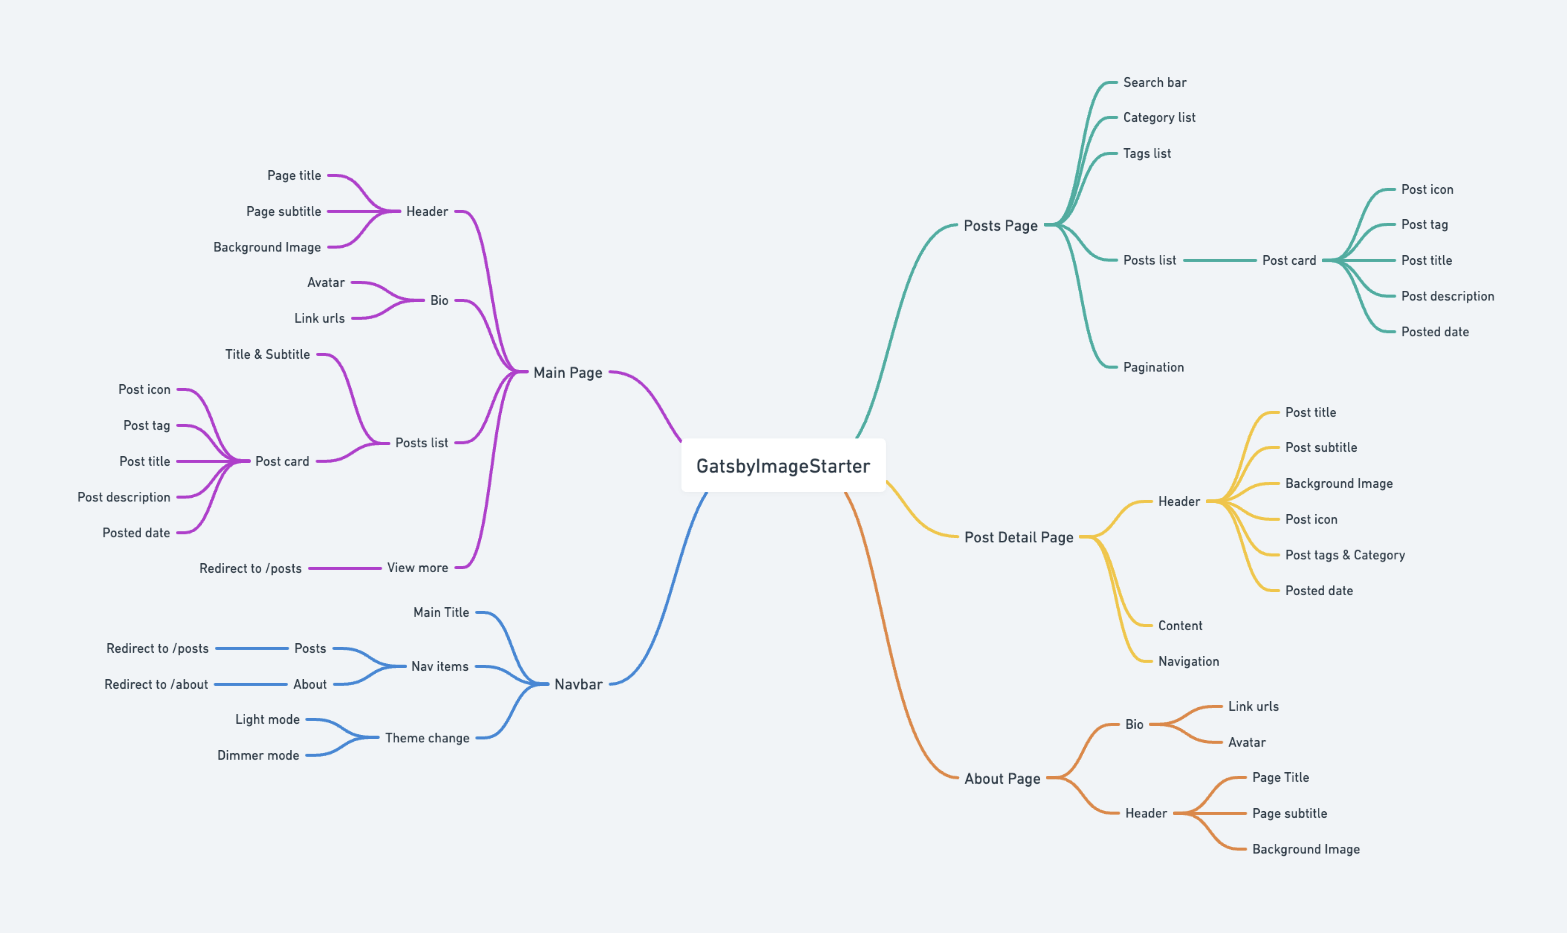 GatsbyImageStarter
Main Page
Header
Page title
Page subtitle
Background Image
Bio
Avatar
Link urls
Posts list
Title & Subtitle
Post card
Post icon
Post tag
Post title
Post description
Posted date
View more
Redirect to /posts
Navbar
Main Title
Nav items
Posts
Redirect to /posts
About
Redirect to /about
Theme change
Light mode
Dimmer mode
Posts Page
Search bar
Category list
Tags list
Posts list
Post card
Post icon
Post tag
Post title
Post description
Posted date
Pagination
Post Detail Page
Header
Post title
Post subtitle
Background Image
Post icon
Post tags & Category
Posted date
Content
Navigation
About Page
Bio
Link urls
Avatar
Header
Page Title
Page subtitle
Background Image